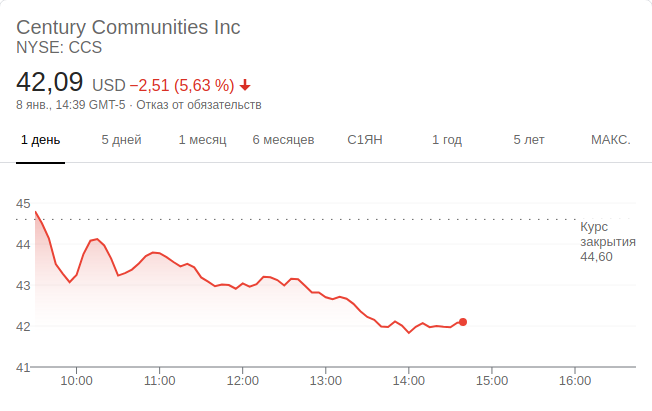 Century Communities Inc
NYSE: CCS
42,09 USD −2,51 (5,63 %)
8 янв., 14:39 GMT-5 · Отказ от обязательств
1 день 5 дней 1 месяц 6 месяцев С1ЯН 1 год 5 лет МАКС.
45
44
43
42
41
Курс
закрытия
44,60
10:00 11:00 12:00 13:00 14:00 15:00 16:00